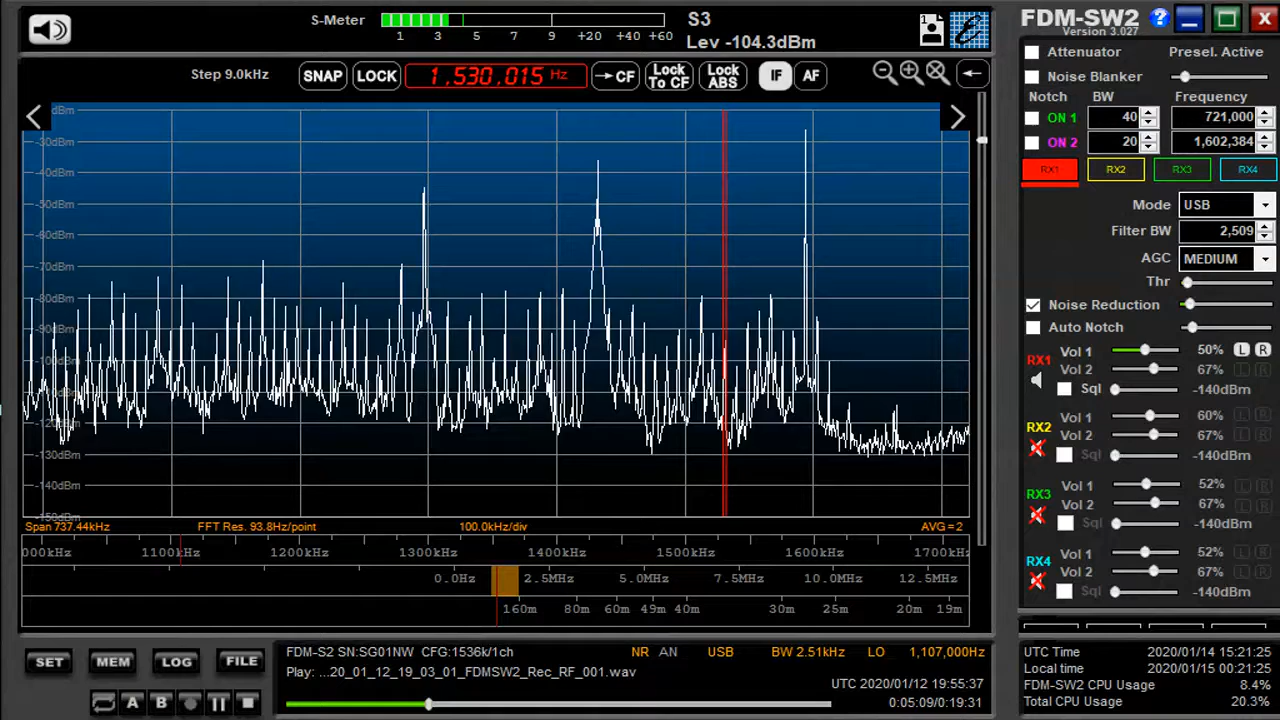 S-Meter
1 3 5 7 9 +20 +40 +60
S3
Lev -104.3dBm
FDM-SW2
Version 3.027
Step 9.0kHz
SNAP
LOCK
1.530.015 Hz
→CF
Lock To CF
Lock ABS
IF
AF
-30dBm
-40dBm
-50dBm
-60dBm
-70dBm
-80dBm
-90dBm
-100dBm
-110dBm
-120dBm
-130dBm
-140dBm
-150dBm
Span 737.44kHz
FFT Res. 93.8Hz/point
100.0kHz/div
AVG = 2
000kHz 1100kHz 1200kHz 1300kHz 1400kHz 1500kHz 1600kHz 1700k
0.0Hz 2.5MHz 5.0MHz 7.5MHz 10.0MHz 12.5MHz
160m 80m 60m 49m 40m 30m 25m 20m 19m
SET
MEM
LOG
FILE
A
B
FDM-S2 SN:SG01NW CFG:1536k/1ch
NR AN USB BW 2.51kHz LO 1,107,000Hz
Play: ...20_01_12_19_03_01_FDMSW2_Rec_RF_001.wav
UTC 2020/01/12 19:55:37
0:05:09/0:19:31
Attenuator Presel. Active
Noise Blanker
Notch BW Frequency
ON 1 40 721,000
ON 2 20 1,602,384
RX1 RX2 RX3 RX4
Mode USB
Filter BW 2,509
AGC MEDIUM
Thr
Noise Reduction
Auto Notch
RX1
Vol 1 50% L R
Vol 2 67% L R
Sql -140dBm
RX2
Vol 1 60% L R
Vol 2 67% L R
Sql -140dBm
RX3
Vol 1 52% L R
Vol 2 67% L R
Sql -140dBm
RX4
Vol 1 52% L R
Vol 2 67% L R
Sql -140dBm
UTC Time 2020/01/14 15:21:25
Local time 2020/01/15 00:21:25
FDM-SW2 CPU Usage 8.4%
Total CPU Usage 20.3%